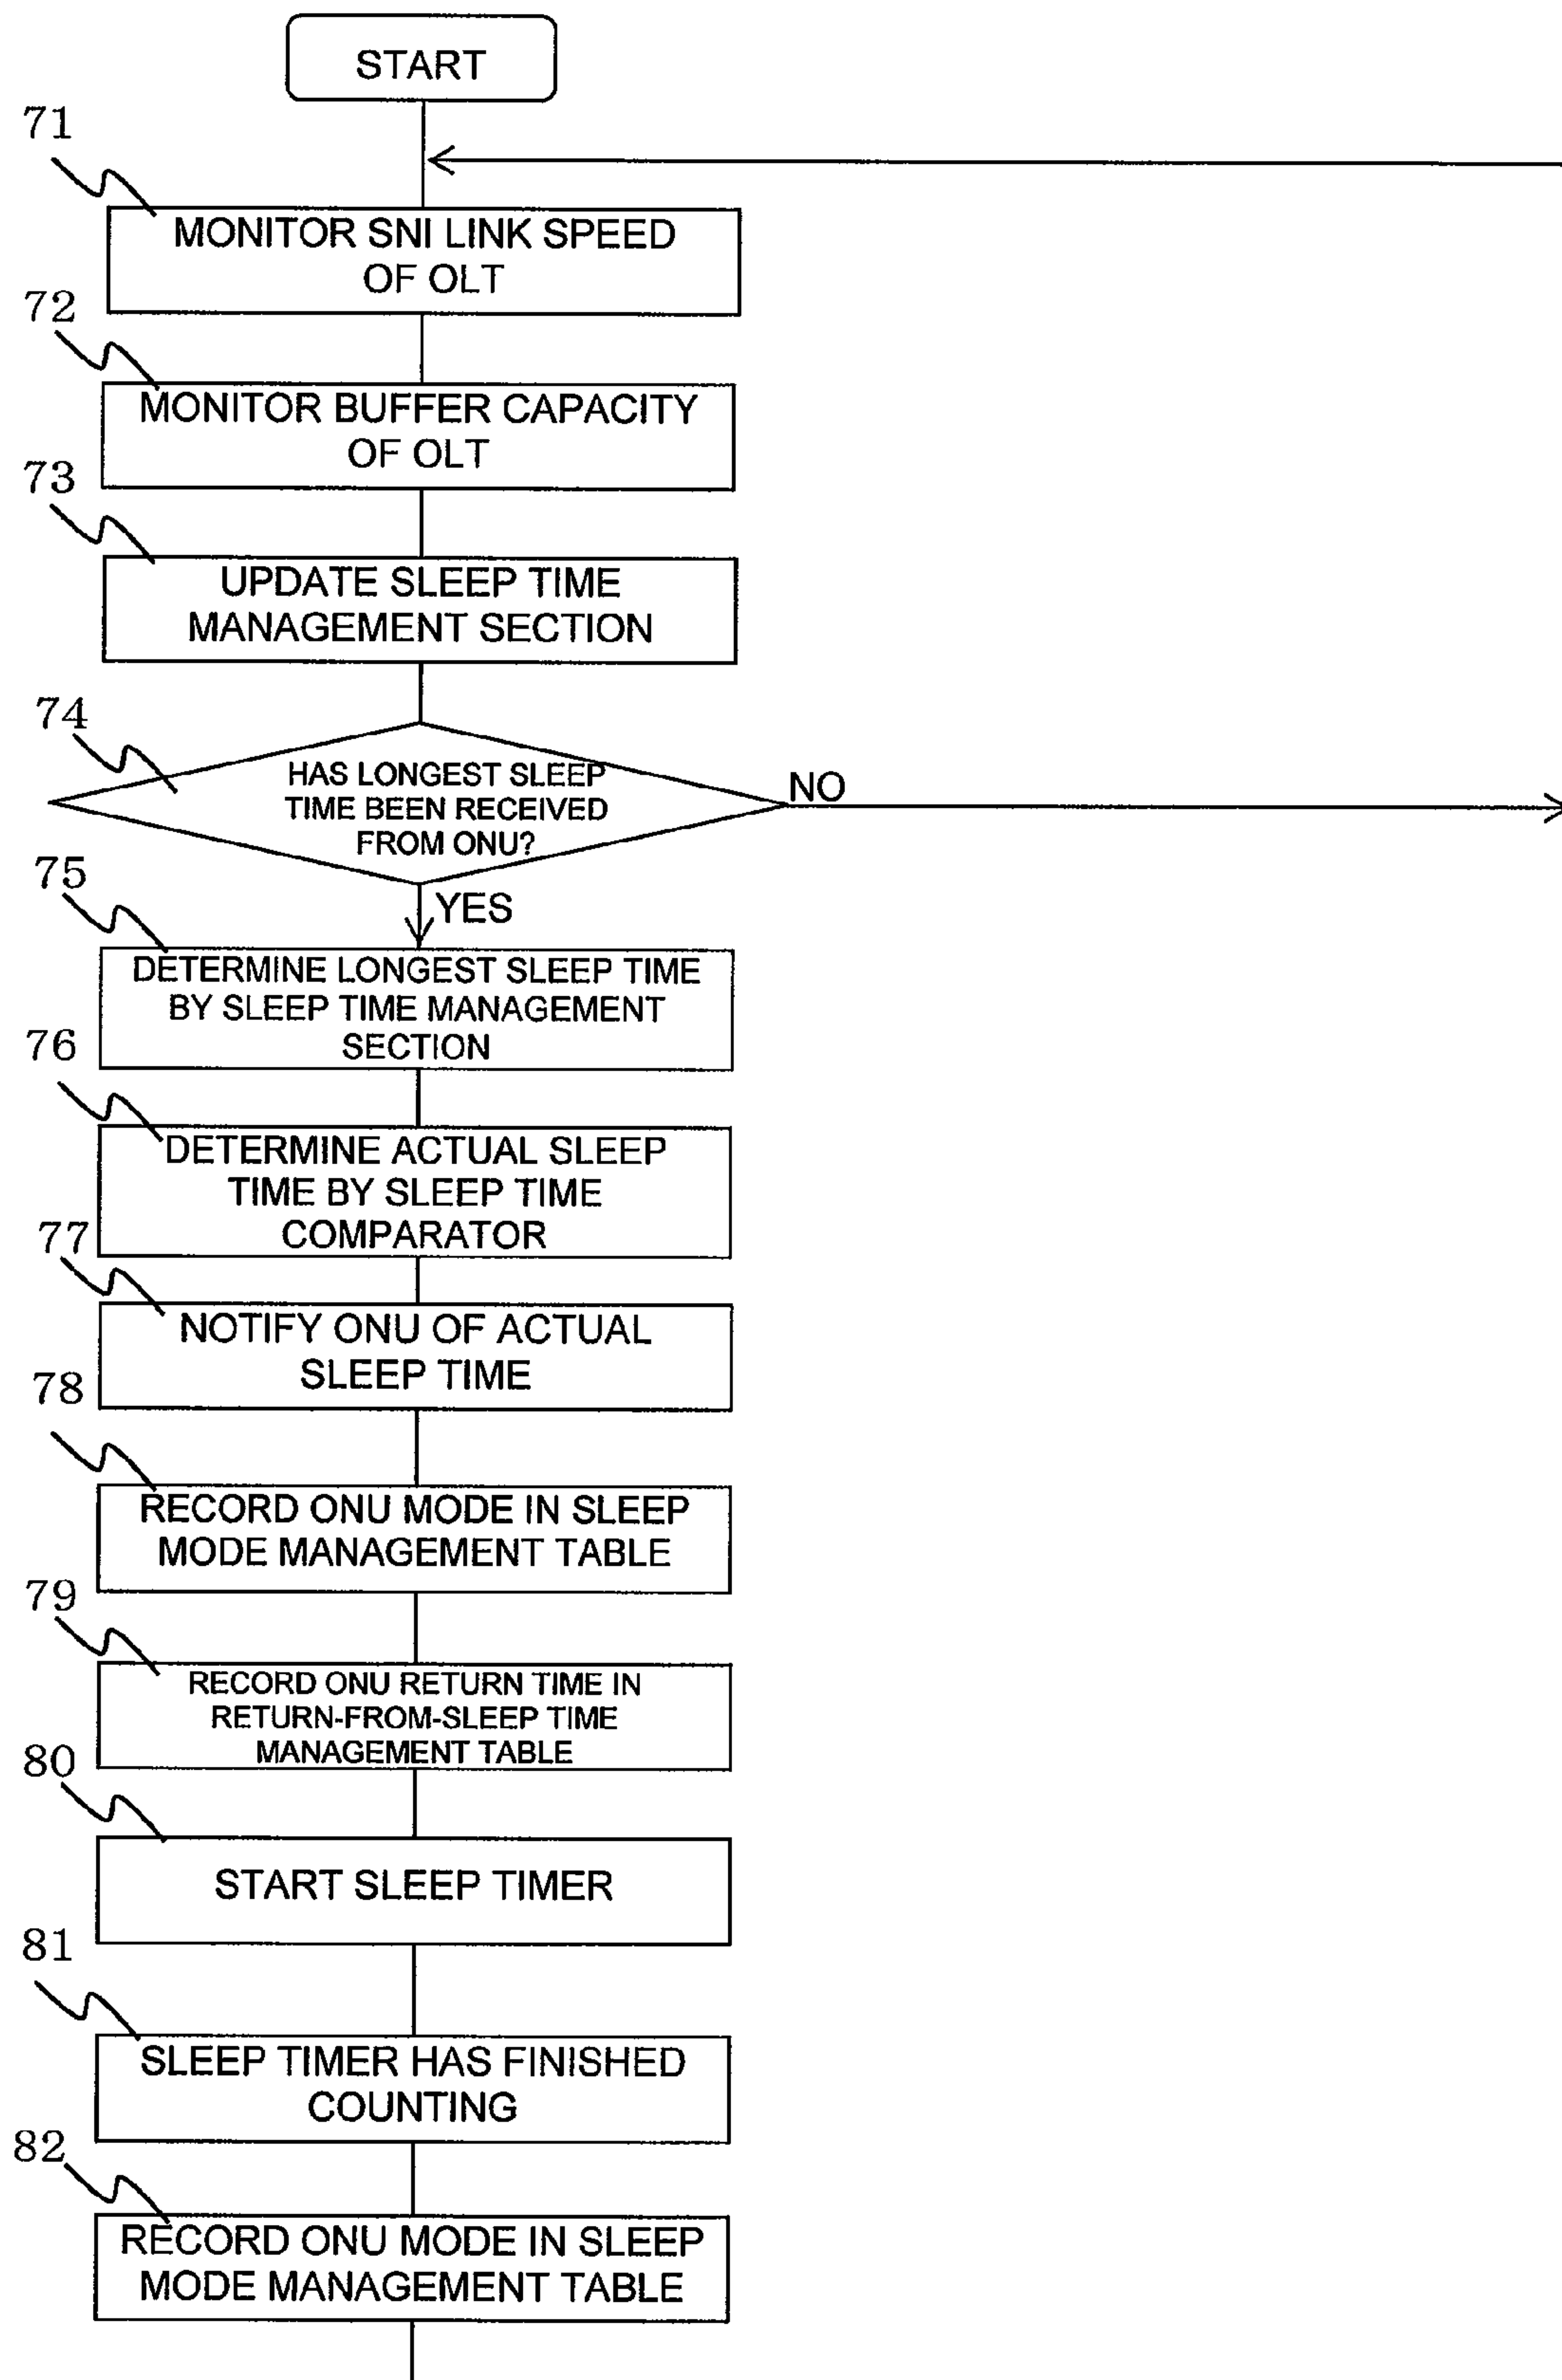 START
71
MONITOR SNI LINK SPEED
OF OLT
72
MONITOR BUFFER CAPACITY
OF OLT
73
UPDATE SLEEP TIME
MANAGEMENT SECTION
74
HAS LONGEST SLEEP
TIME BEEN RECEIVED
FROM ONU?
NO
YES
75
DETERMINE LONGEST SLEEP TIME
BY SLEEP TIME MANAGEMENT
SECTION
76
DETERMINE ACTUAL SLEEP
TIME BY SLEEP TIME
COMPARATOR
77
NOTIFY ONU OF ACTUAL
SLEEP TIME
78
RECORD ONU MODE IN SLEEP
MODE MANAGEMENT TABLE
79
RECORD ONU RETURN TIME IN
RETURN-FROM-SLEEP TIME
MANAGEMENT TABLE
80
START SLEEP TIMER
81
SLEEP TIMER HAS FINISHED
COUNTING
82
RECORD ONU MODE IN SLEEP
MODE MANAGEMENT TABLE